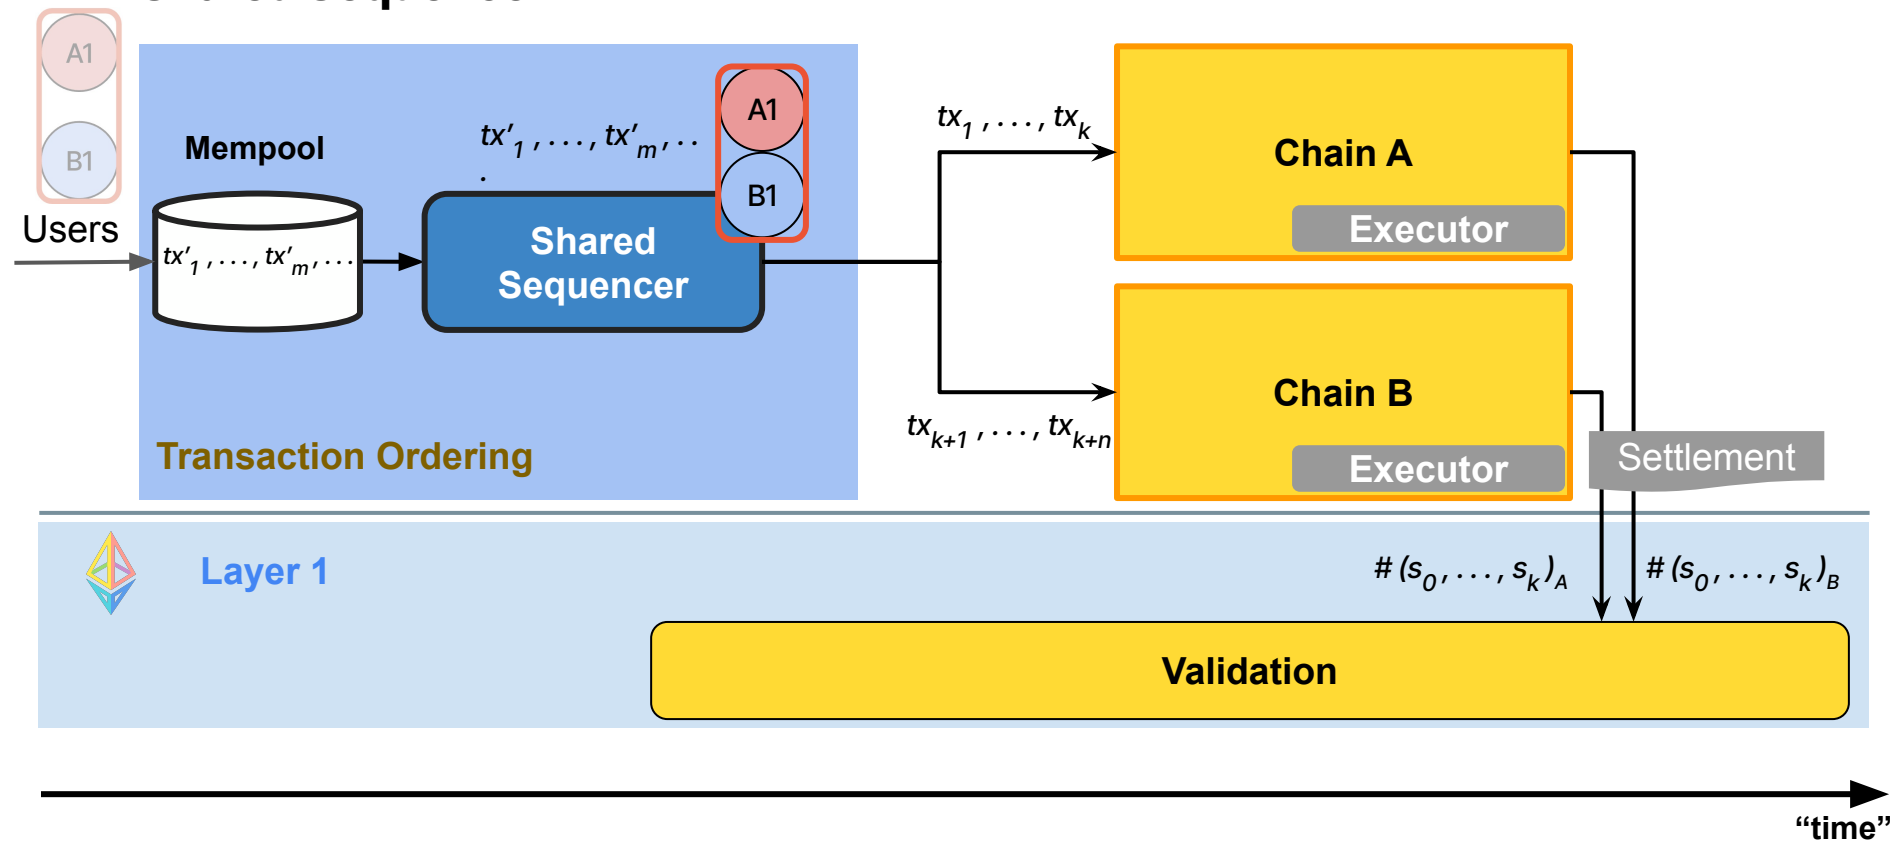 A1
B1
Users
Mempool
tx′1 , . . . , tx′m , . . .
tx′1 , . . . , tx′m , . .
.
A1
B1
Shared
Sequencer
Transaction Ordering
tx1 , . . . , txk
Chain A
Executor
txk+1 , . . . , txk+n
Chain B
Executor
Settlement
Layer 1
# (s0 , . . . , sk )A
# (s0 , . . . , sk )B
Validation
“time”